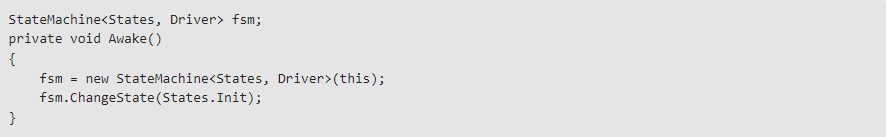 StateMachine<States, Driver> fsm;
private void Awake()
{
    fsm = new StateMachine<States, Driver>(this);
    fsm.ChangeState(States.Init);
}